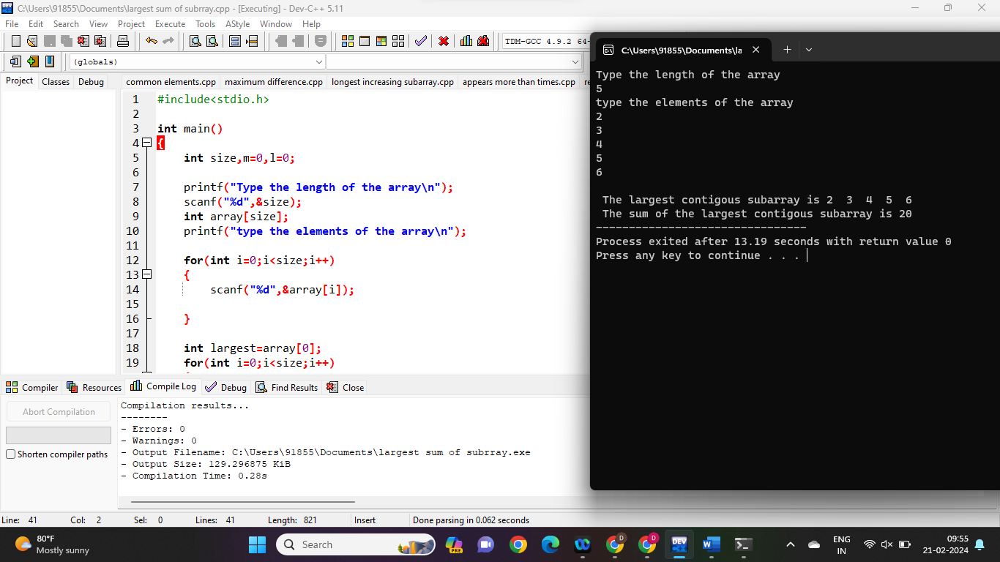 C:\Users\91855\Documents\largest sum of subrray.cpp - [Executing] - Dev-C++ 5.11
File Edit Search View Project Execute Tools AStyle Window Help
TDM-GCC 4.9.2 64-
(globals)
Project Classes Debug
common elements.cpp maximum difference.cpp longest increasing subarray.cpp appears more than times.cpp re
1 #include<stdio.h>
2
3 int main()
4 {
5 int size,m=0,l=0;
6
7 printf("Type the length of the array\n");
8 scanf("%d",&size);
9 int array[size];
10 printf("type the elements of the array\n");
11
12 for(int i=0;i<size;i++)
13 {
14 scanf("%d",&array[i]);
15
16 }
17
18 int largest=array[0];
19 for(int i=0;i<size;i++)
C:\Users\91855\Documents\la
Type the length of the array
5
type the elements of the array
2
3
4
5
6
The largest contigous subarray is 2 3 4 5 6
The sum of the largest contigous subarray is 20
--------------------------------
Process exited after 13.19 seconds with return value 0
Press any key to continue . . .
Compiler Resources Compile Log Debug Find Results Close
Abort Compilation
Shorten compiler paths
Compilation results...
--------
- Errors: 0
- Warnings: 0
- Output Filename: C:\Users\91855\Documents\largest sum of subrray.exe
- Output Size: 129.296875 KiB
- Compilation Time: 0.28s
Line: 41 Col: 2 Sel: 0 Lines: 41 Length: 821 Insert Done parsing in 0.062 seconds
80°F
Mostly sunny
Search
PRE
D
D
DEV
W
ENG
IN
09:55
21-02-2024